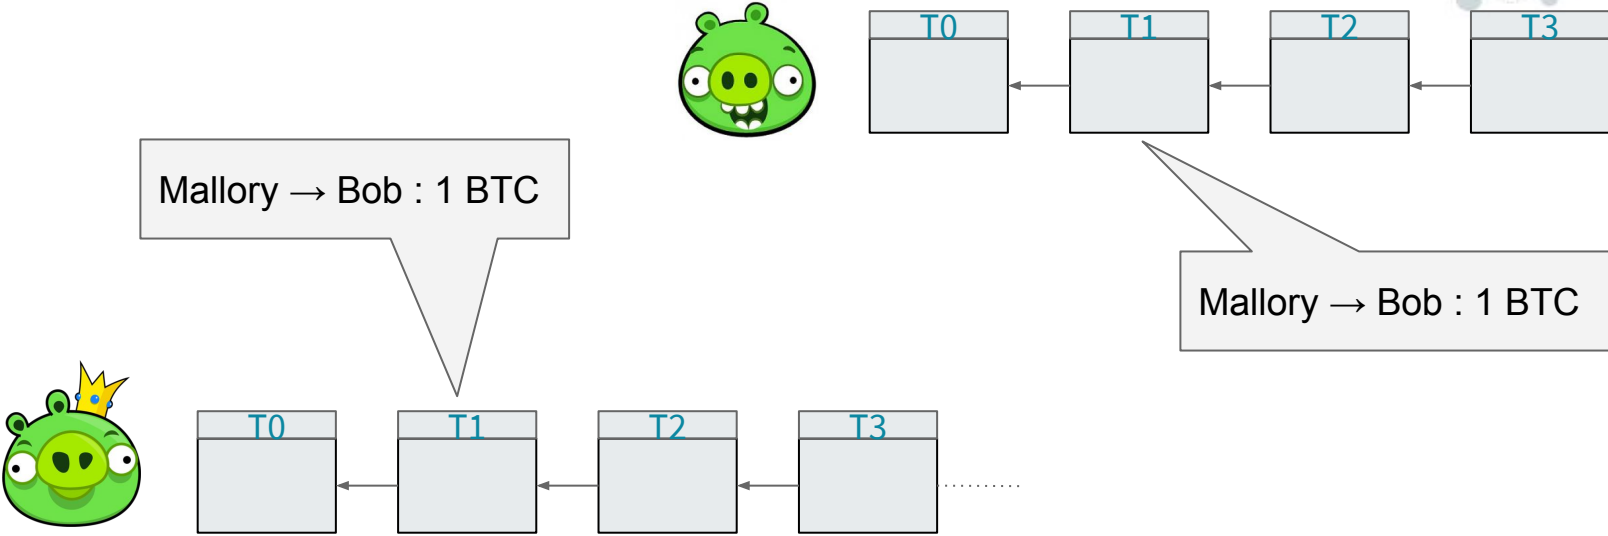 T0 T1 T2 T3
Mallory → Bob : 1 BTC
Mallory → Bob : 1 BTC
T0 T1 T2 T3